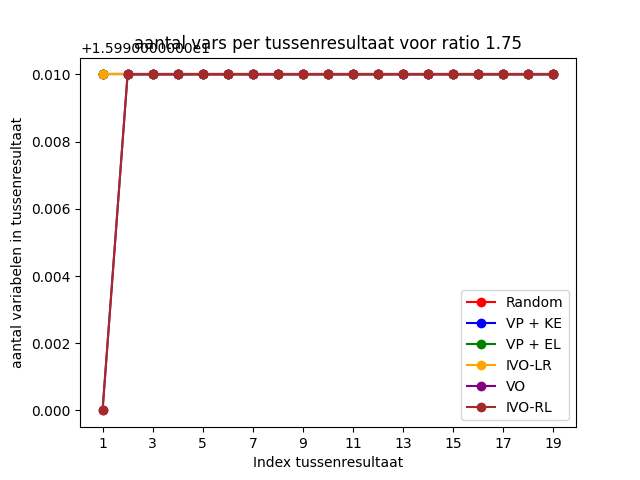 aantal vars per tussenresultaat voor ratio 1.75
+1.5990000000e1
0.010
0.008
0.006
0.004
0.002
0.000
aantal variabelen in tussenresultaat
1 3 5 7 9 11 13 15 17 19
Index tussenresultaat
Random
VP + KE
VP + EL
IVO-LR
VO
IVO-RL